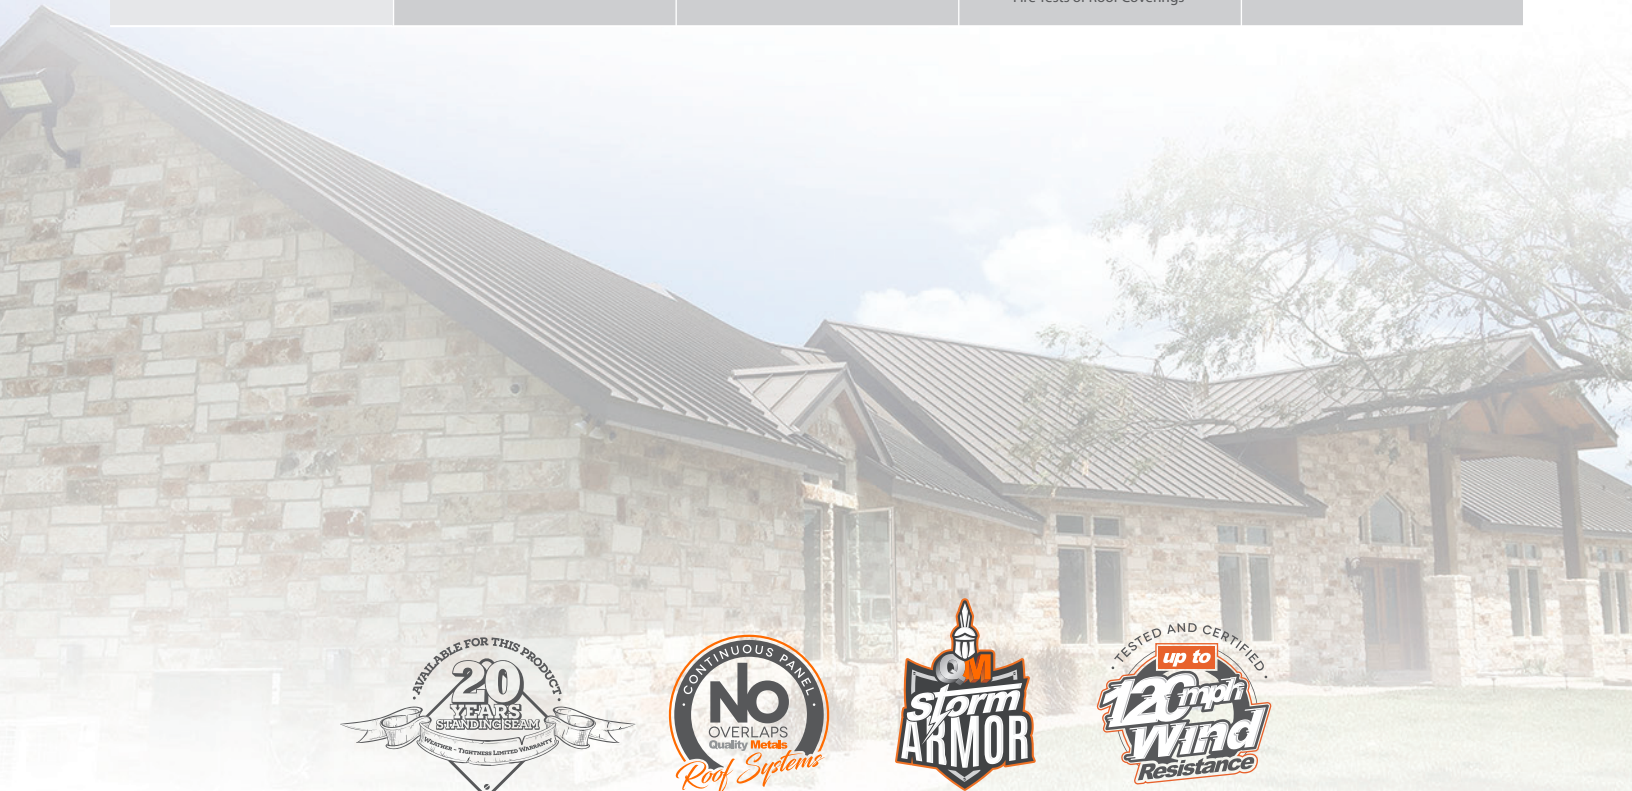 Fire Tests of Roof Coverings
• AVAILABLE FOR THIS PRODUCT •
20
YEARS
STANDING SEAM
WEATHER - TIGHTNESS LIMITED WARRANTY
• CONTINUOUS PANEL •
No
OVERLAPS
Quality Metals
Roof Systems
QM
Storm
ARMOR
• TESTED AND CERTIFIED •
up to
120mph
Wind
Resistance